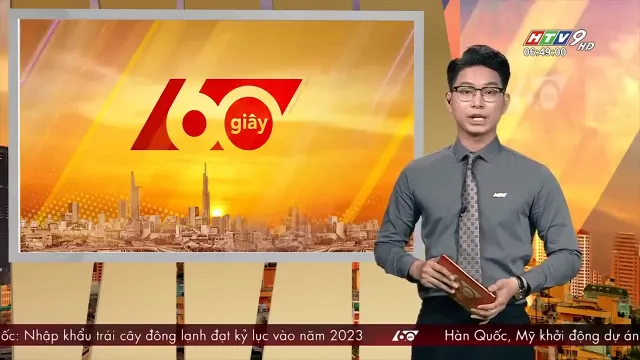 HTV9 HD
06:49:00
60 giây
ốc: Nhập khẩu trái cây đông lạnh đạt kỷ lục vào năm 2023 60 Hàn Quốc, Mỹ khởi động dự án